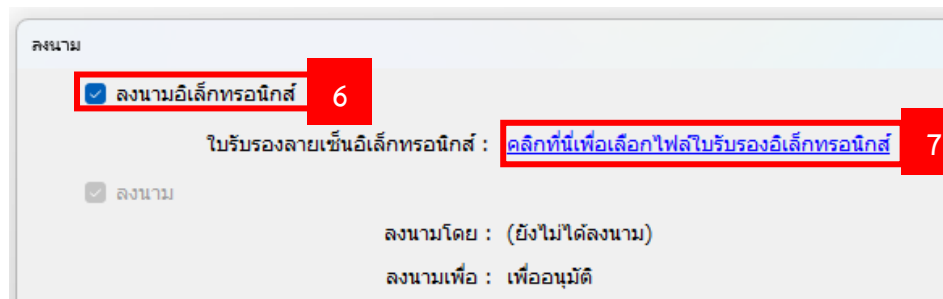 ลงนาม
ลงนามอิเล็กทรอนิกส์ 6
ใบรับรองลายเซ็นอิเล็กทรอนิกส์ : คลิกที่นี่เพื่อเลือกไฟล์ใบรับรองอิเล็กทรอนิกส์ 7
ลงนาม
ลงนามโดย : (ยังไม่ได้ลงนาม)
ลงนามเพื่อ : เพื่ออนุมัติ